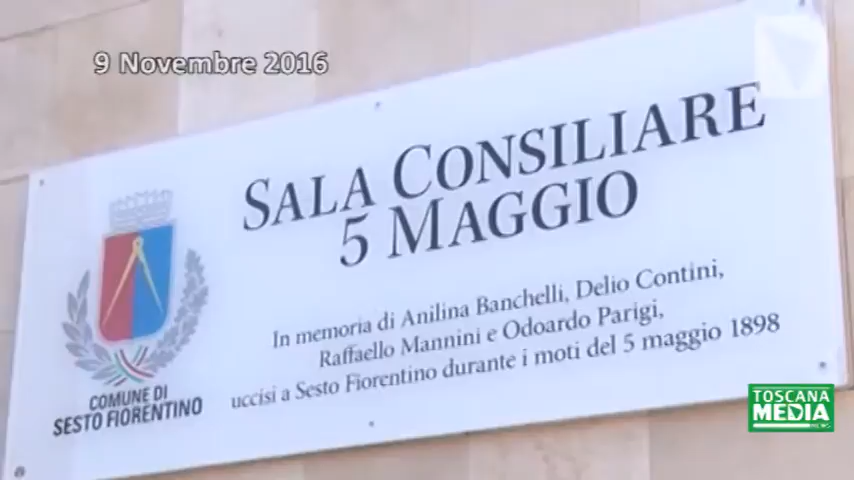 9 Novembre 2016
SALA CONSILIARE
5 MAGGIO
In memoria di Anilina Banchelli, Delio Contini,
Raffaello Mannini e Odoardo Parigi,
uccisi a Sesto Fiorentino durante i moti del 5 maggio 1898
COMUNE DI
SESTO FIORENTINO
TOSCANA
MEDIA
NEWS